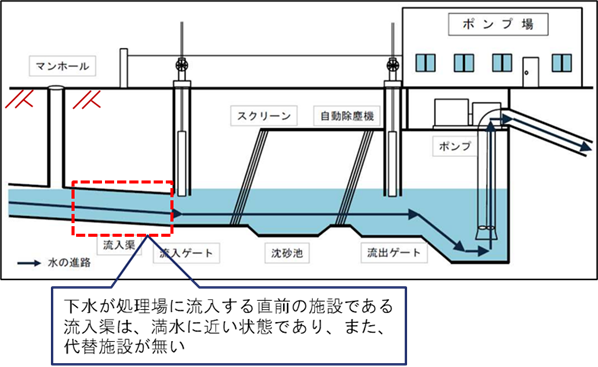 ポンプ場
マンホール
スクリーン
自動除塵機
ポンプ
流入渠
流入ゲート
沈砂池
流出ゲート
水の進路
下水が処理場に流入する直前の施設である
流入渠は、満水に近い状態であり、また、
代替施設が無い